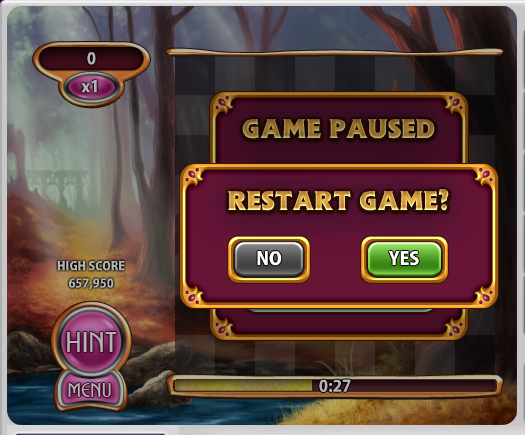 0
x1
GAME PAUSED
RESTART GAME?
NO
YES
HIGH SCORE
657,950
HINT
MENU
0:27